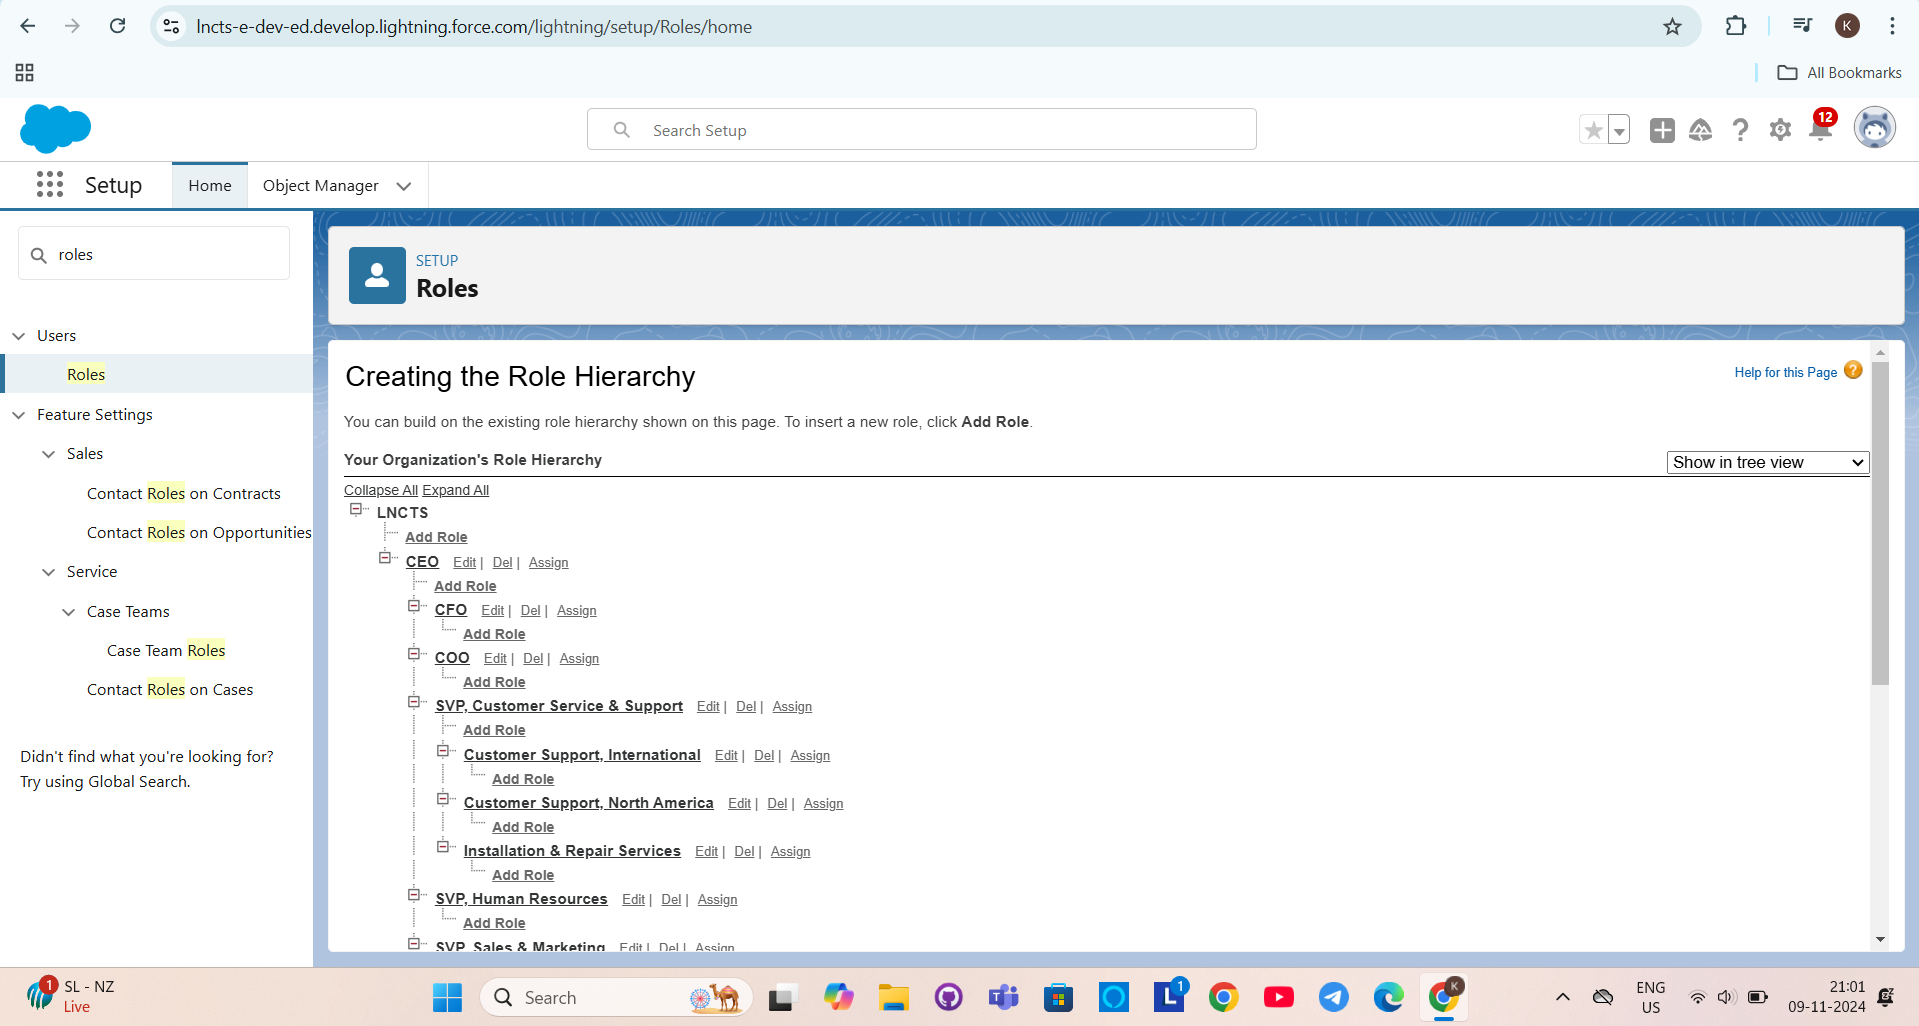 lncts-e-dev-ed.develop.lightning.force.com/lightning/setup/Roles/home
K
All Bookmarks
Search Setup
12
Setup
Home
Object Manager
roles
Users
Roles
Feature Settings
Sales
Contact Roles on Contracts
Contact Roles on Opportunities
Service
Case Teams
Case Team Roles
Contact Roles on Cases
Didn't find what you're looking for?
Try using Global Search.
SETUP
Roles
Creating the Role Hierarchy
Help for this Page ?
You can build on the existing role hierarchy shown on this page. To insert a new role, click Add Role.
Your Organization's Role Hierarchy
Show in tree view
Collapse All Expand All
LNCTS
Add Role
CEO Edit | Del | Assign
Add Role
CFO Edit | Del | Assign
Add Role
COO Edit | Del | Assign
Add Role
SVP, Customer Service & Support Edit | Del | Assign
Add Role
Customer Support, International Edit | Del | Assign
Add Role
Customer Support, North America Edit | Del | Assign
Add Role
Installation & Repair Services Edit | Del | Assign
Add Role
SVP, Human Resources Edit | Del | Assign
Add Role
SVP, Sales & Marketing Edit | Del | Assign
1
SL - NZ
Live
Search
1
K
ENG
US
21:01
09-11-2024